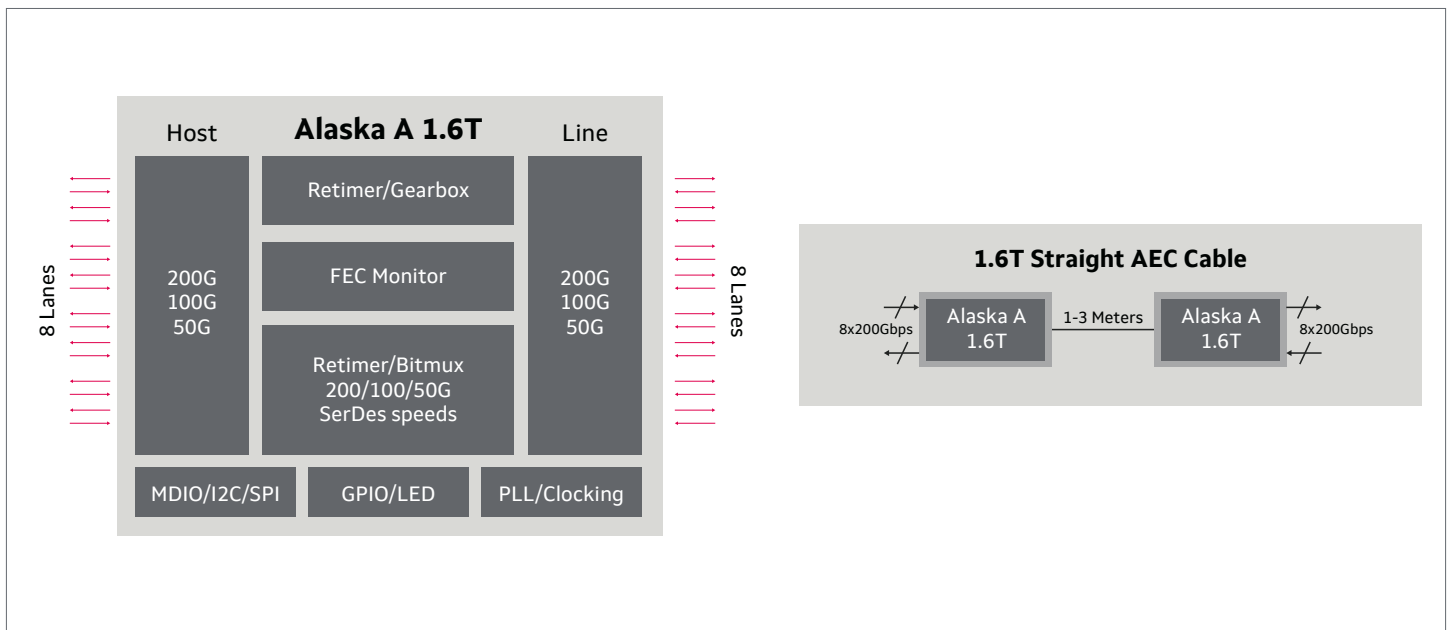 Alaska A 1.6T
Host
Line
8 Lanes
200G
100G
50G
Retimer/Gearbox
FEC Monitor
Retimer/Bitmux
200/100/50G
SerDes speeds
200G
100G
50G
8 Lanes
MDIO/I2C/SPI
GPIO/LED
PLL/Clocking
1.6T Straight AEC Cable
8x200Gbps
Alaska A
1.6T
1-3 Meters
Alaska A
1.6T
8x200Gbps